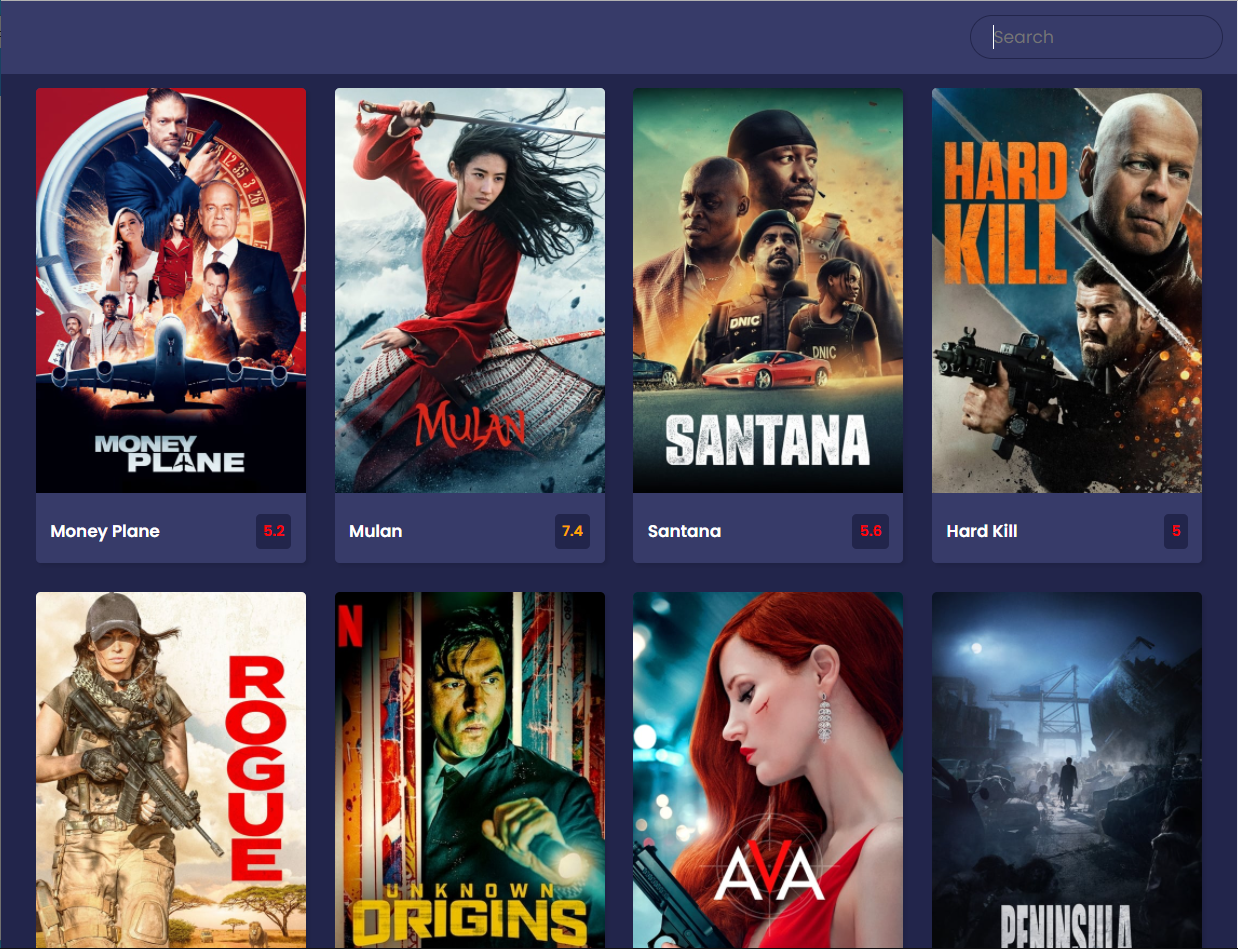 Search
MONEY
PLANE
MULAN
DNIC
DNIC
SANTANA
HARD
KILL
Money Plane
5.2
Mulan
7.4
Santana
5.6
Hard Kill
5
ROGUE
N
UNKNOWN
ORIGINS
AVA
PENINSULA